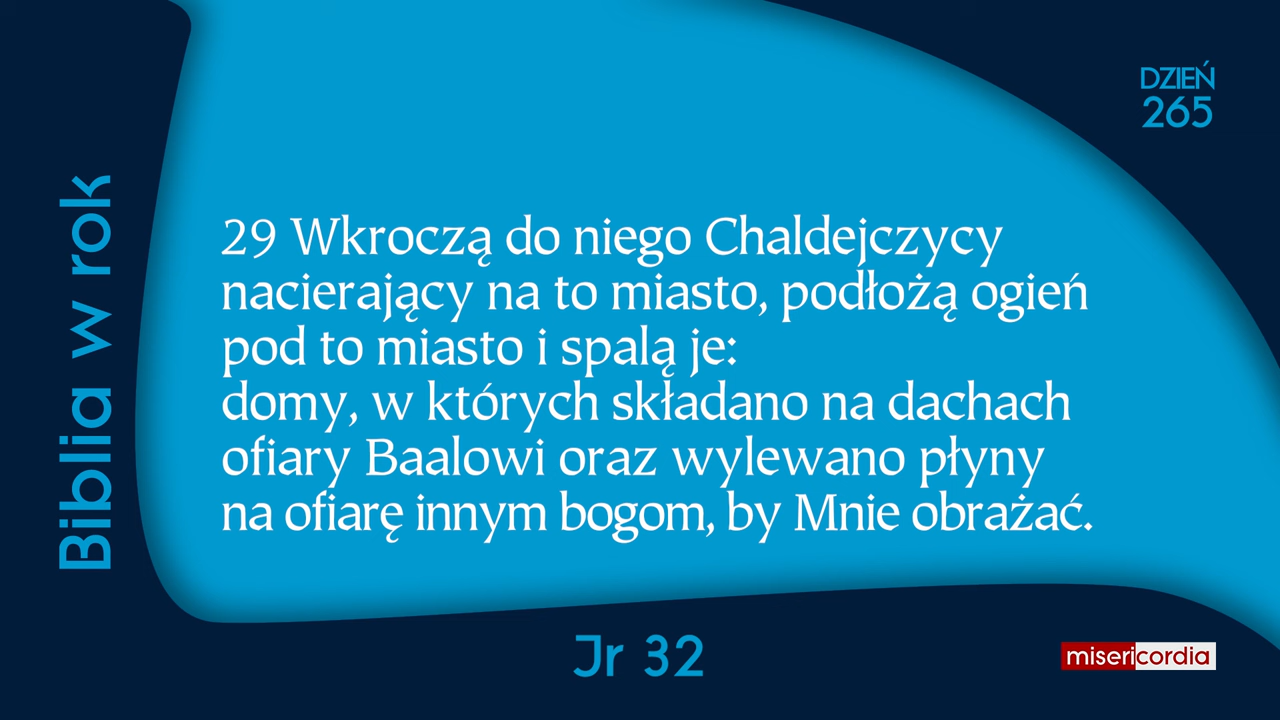 DZIEŃ
265
Biblia w rok
29 Wkroczą do niego Chaldejczycy
nacierający na to miasto, podłożą ogień
pod to miasto i spalą je:
domy, w których składano na dachach
ofiary Baalowi oraz wylewano płyny
na ofiarę innym bogom, by Mnie obrażać.
Jr 32
misericordia